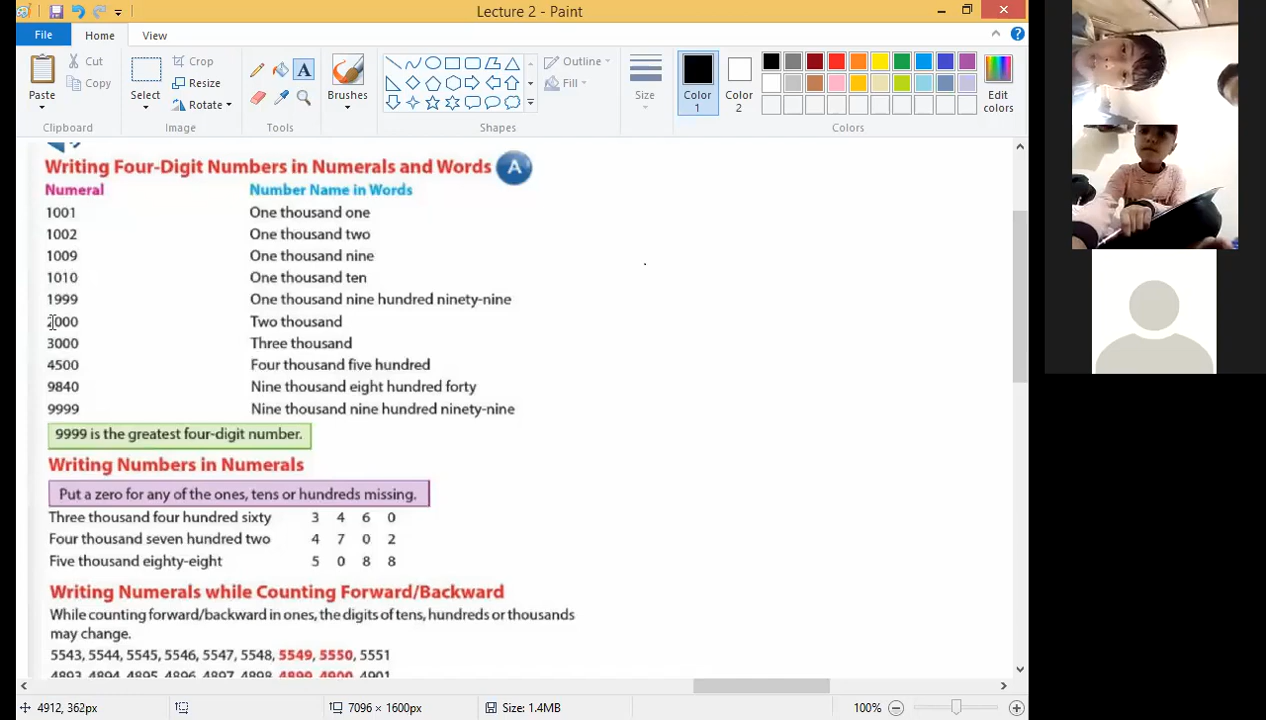 Lecture 2 - Paint
File Home View
Paste Cut Copy Clipboard
Select Crop Resize Rotate Image
A Tools
Brushes
Outline Fill Shapes
Size
Color 1 Color 2 Edit colors Colors
Writing Four-Digit Numbers in Numerals and Words A
Numeral Number Name in Words
1001 One thousand one
1002 One thousand two
1009 One thousand nine
1010 One thousand ten
1999 One thousand nine hundred ninety-nine
2000 Two thousand
3000 Three thousand
4500 Four thousand five hundred
9840 Nine thousand eight hundred forty
9999 Nine thousand nine hundred ninety-nine
9999 is the greatest four-digit number.
Writing Numbers in Numerals
Put a zero for any of the ones, tens or hundreds missing.
Three thousand four hundred sixty 3 4 6 0
Four thousand seven hundred two 4 7 0 2
Five thousand eighty-eight 5 0 8 8
Writing Numerals while Counting Forward/Backward
While counting forward/backward in ones, the digits of tens, hundreds or thousands
may change.
5543, 5544, 5545, 5546, 5547, 5548, 5549, 5550, 5551
4893, 4894, 4895, 4896, 4897, 4898, 4899, 4900, 4901
4912, 362px 7096 × 1600px Size: 1.4MB 100%